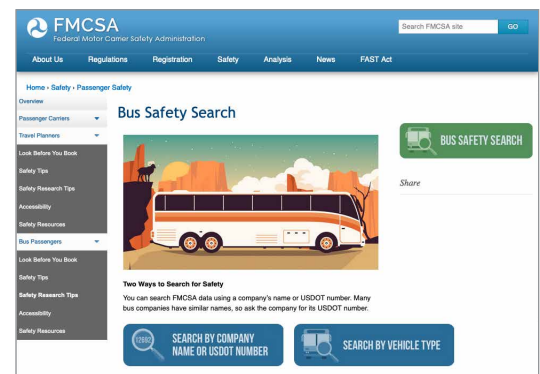 FMCSA
Federal Motor Carrier Safety Administration
Search FMCSA site
GO
About Us
Regulations
Registration
Safety
Analysis
News
FAST Act
Home › Safety › Passenger Safety
Overview
Passenger Carriers
Travel Planners
Look Before You Book
Safety Tips
Safety Research Tips
Accessibility
Safety Resources
Bus Passengers
Look Before You Book
Safety Tips
Safety Research Tips
Accessibility
Safety Resources
Bus Safety Search
Two Ways to Search for Safety
You can search FMCSA data using a company's name or USDOT number. Many
bus companies have similar names, so ask the company for its USDOT number.
12692
SEARCH BY COMPANY
NAME OR USDOT NUMBER
SEARCH BY VEHICLE TYPE
BUS SAFETY SEARCH
Share